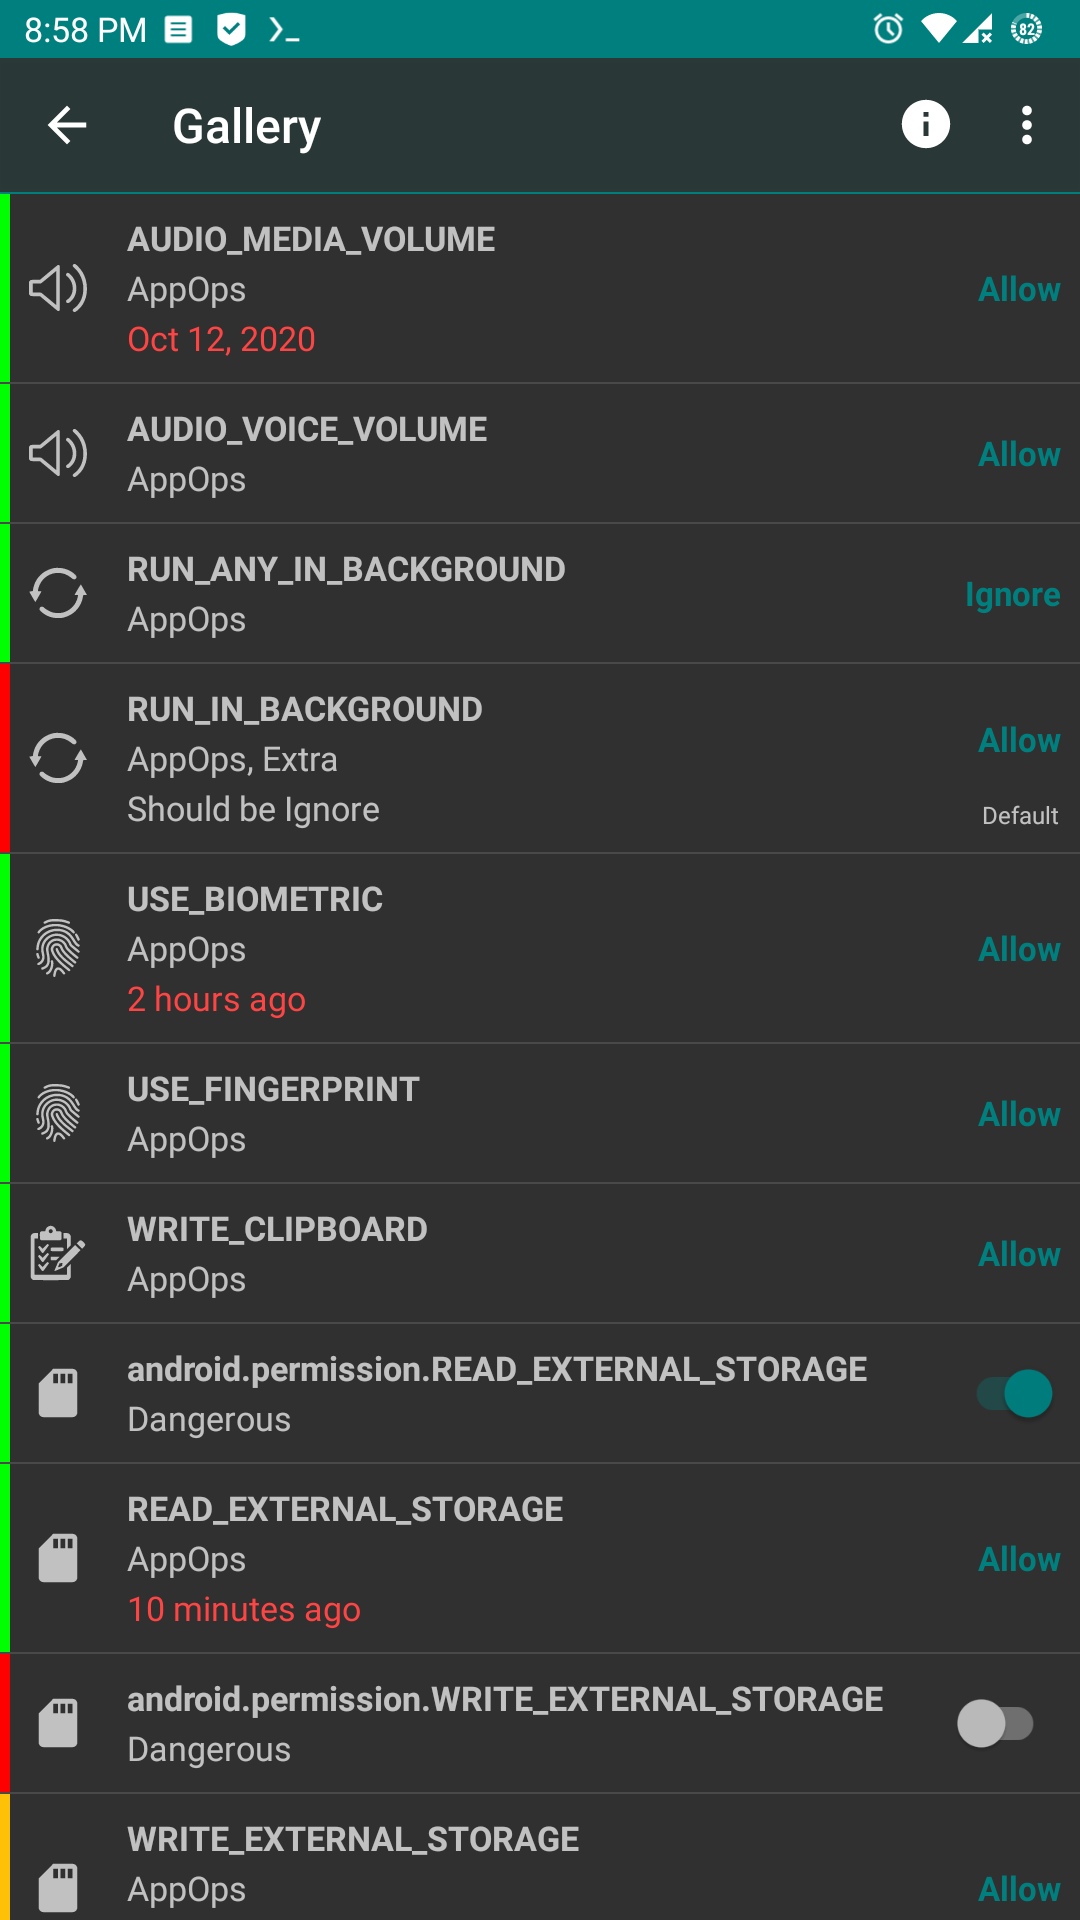 8:58 PM
82
Gallery
AUDIO_MEDIA_VOLUME
AppOps
Oct 12, 2020
Allow
AUDIO_VOICE_VOLUME
AppOps
Allow
RUN_ANY_IN_BACKGROUND
AppOps
Ignore
RUN_IN_BACKGROUND
AppOps, Extra
Should be Ignore
Allow
Default
USE_BIOMETRIC
AppOps
2 hours ago
Allow
USE_FINGERPRINT
AppOps
Allow
WRITE_CLIPBOARD
AppOps
Allow
android.permission.READ_EXTERNAL_STORAGE
Dangerous
READ_EXTERNAL_STORAGE
AppOps
10 minutes ago
Allow
android.permission.WRITE_EXTERNAL_STORAGE
Dangerous
WRITE_EXTERNAL_STORAGE
AppOps
Allow